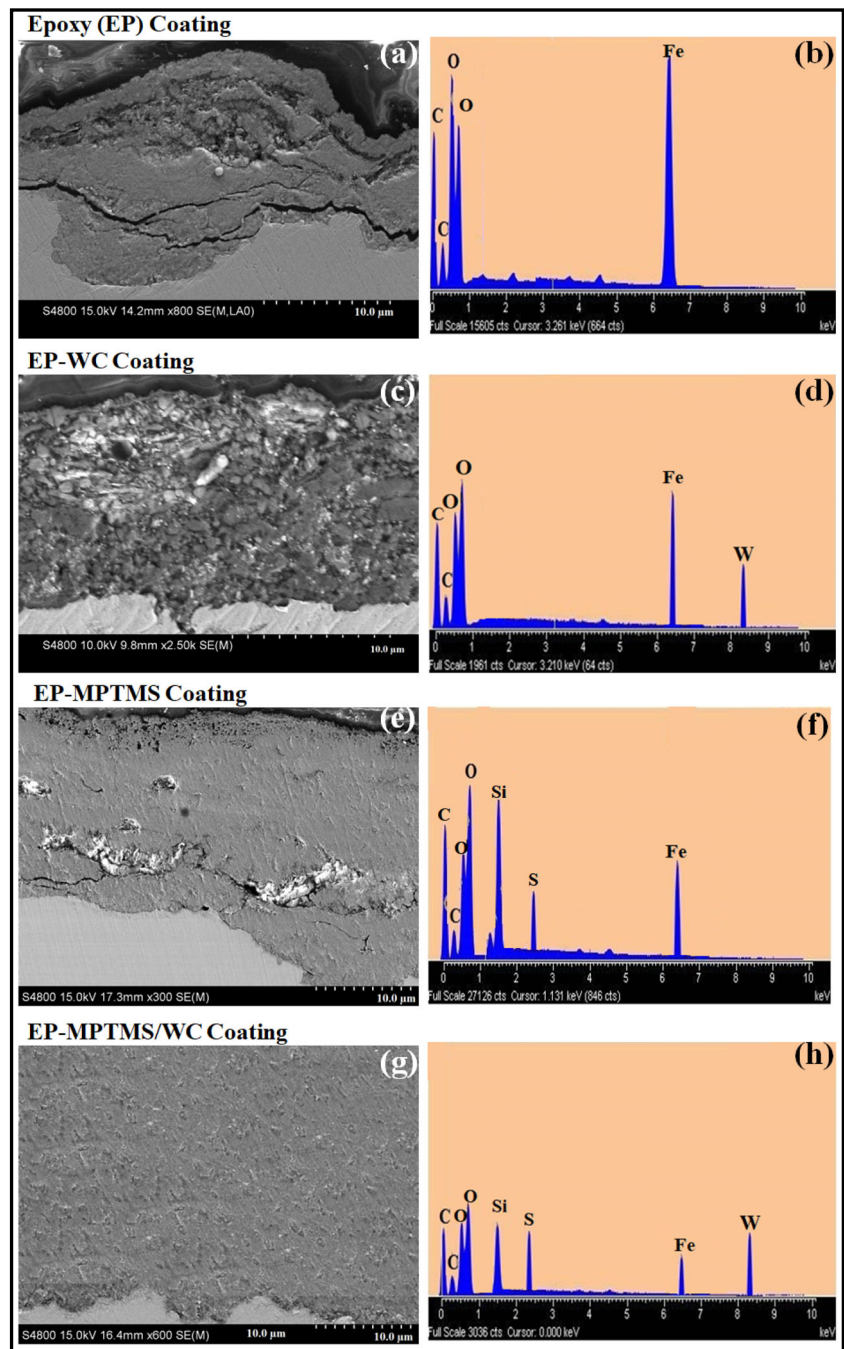 Epoxy (EP) Coating
(a)
S4800 15.0kV 14.2mm x800 SE(M,LA0)
10.0 µm
(b)
Fe
O
C
O
C
0 1 2 3 4 5 6 7 8 9 10
Full Scale 15605 cts Cursor: 3.261 keV (664 cts)
keV
EP-WC Coating
(c)
S4800 10.0kV 9.8mm x2.50k SE(M)
10.0 µm
(d)
O
Fe
C
O
W
C
0 1 2 3 4 5 6 7 8 9 10
Full Scale 1961 cts Cursor: 3.210 keV (64 cts)
keV
EP-MPTMS Coating
(e)
S4800 15.0kV 17.3mm x300 SE(M)
10.0 µm
(f)
O
Si
C
O
Fe
S
C
0 1 2 3 4 5 6 7 8 9 10
Full Scale 27126 cts Cursor: 1.131 keV (846 cts)
keV
EP-MPTMS/WC Coating
(g)
S4800 15.0kV 16.4mm x600 SE(M)
10.0 µm
10.0 µm
(h)
O
C
O
Si
S
W
Fe
C
0 1 2 3 4 5 6 7 8 9 10
Full Scale 3036 cts Cursor: 0.000 keV
keV